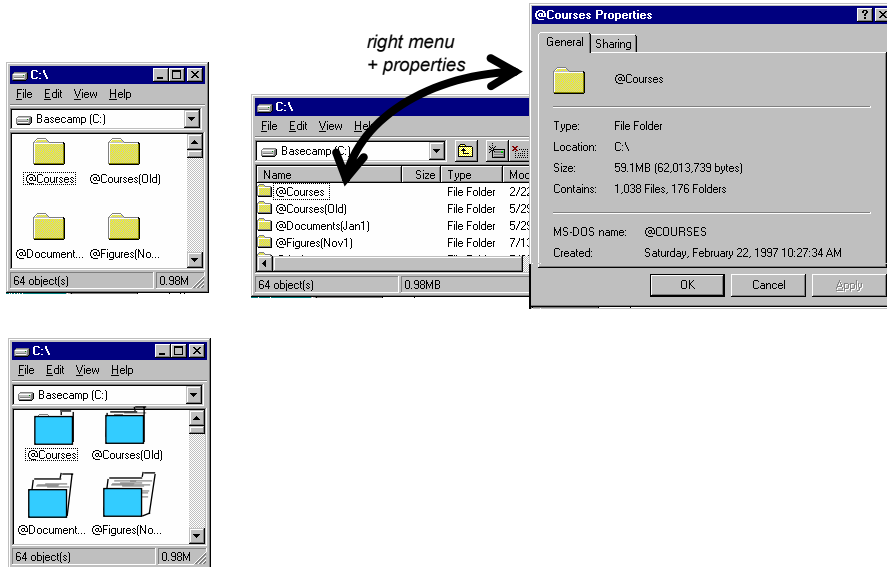 C:\
File Edit View Help
Basecamp (C:)
@Courses @Courses(Old)
@Document... @Figures(No...
64 object(s) 0.98M
right menu
+ properties
C:\
File Edit View Help
Basecamp (C:)
Name Size Type
@Courses File Folder 2/22
@Courses(Old) File Folder 5/29
@Documents(Jan1) File Folder 5/29
@Figures(Nov1) File Folder 7/13
64 object(s) 0.98MB
@Courses Properties
General Sharing
@Courses
Type: File Folder
Location: C:\
Size: 59.1MB (62,013,739 bytes)
Contains: 1,038 Files, 176 Folders
MS-DOS name: @COURSES
Created: Saturday, February 22, 1997 10:27:34 AM
OK Cancel Apply
C:\
File Edit View Help
Basecamp (C:)
@Courses @Courses(Old)
@Document... @Figures(No...
64 object(s) 0.98M